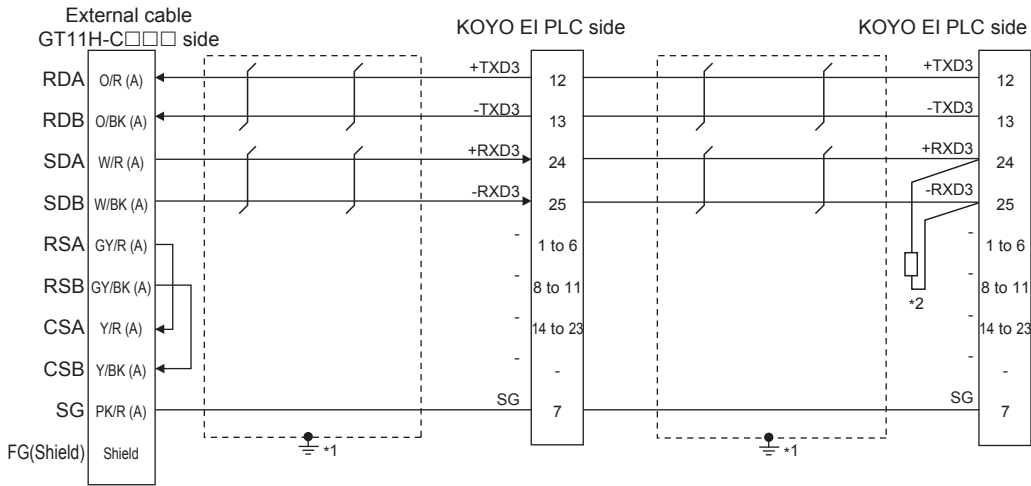 External cable
GT11H-C□□□ side
KOYO EI PLC side
KOYO EI PLC side
RDA O/R (A) +TXD3 12 +TXD3 12
RDB O/BK (A) -TXD3 13 -TXD3 13
SDA W/R (A) +RXD3 24 +RXD3 24
SDB W/BK (A) -RXD3 25 -RXD3 25
RSA GY/R (A) - 1 to 6 - 1 to 6
RSB GY/BK (A) - 8 to 11 *2 - 8 to 11
CSA Y/R (A) - 14 to 23 - 14 to 23
CSB Y/BK (A) - - - -
SG PK/R (A) SG 7 SG 7
FG(Shield) Shield *1 *1